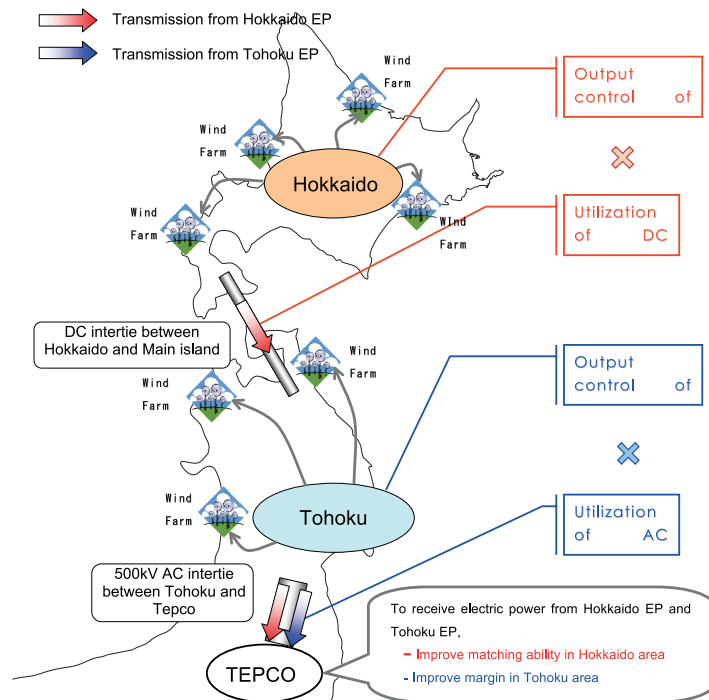 Transmission from Hokkaido EP
Transmission from Tohoku EP
Wind
Farm
Wind
Farm
Wind
Farm
Wind
Farm
Hokkaido
Output
control of
Utilization
of DC
DC intertie between
Hokkaido and Main island
Wind
Farm
Wind
Farm
Output
control of
Wind
Farm
Tohoku
Utilization
of AC
500kV AC intertie
between Tohoku and
Tepco
To receive electric power from Hokkaido EP and
Tohoku EP,
– Improve matching ability in Hokkaido area
- Improve margin in Tohoku area
TEPCO